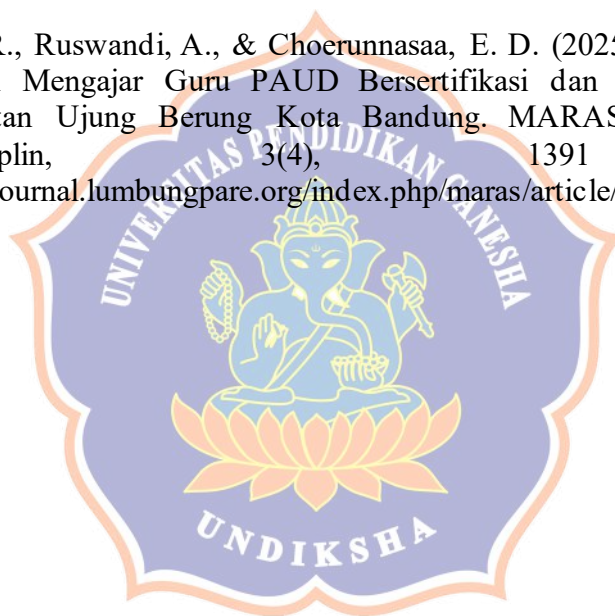 R., Ruswandi, A., & Choerunnasaa, E. D. (2025
Mengajar Guru PAUD Bersertifikasi dan
tan Ujung Berung Kota Bandung. MARAS
plin, 3(4), 1391
ournal.lumbungpare.org/index.php/maras/article/
UNIVERSITAS PENDIDIKAN GANESHA
UNDIKSHA